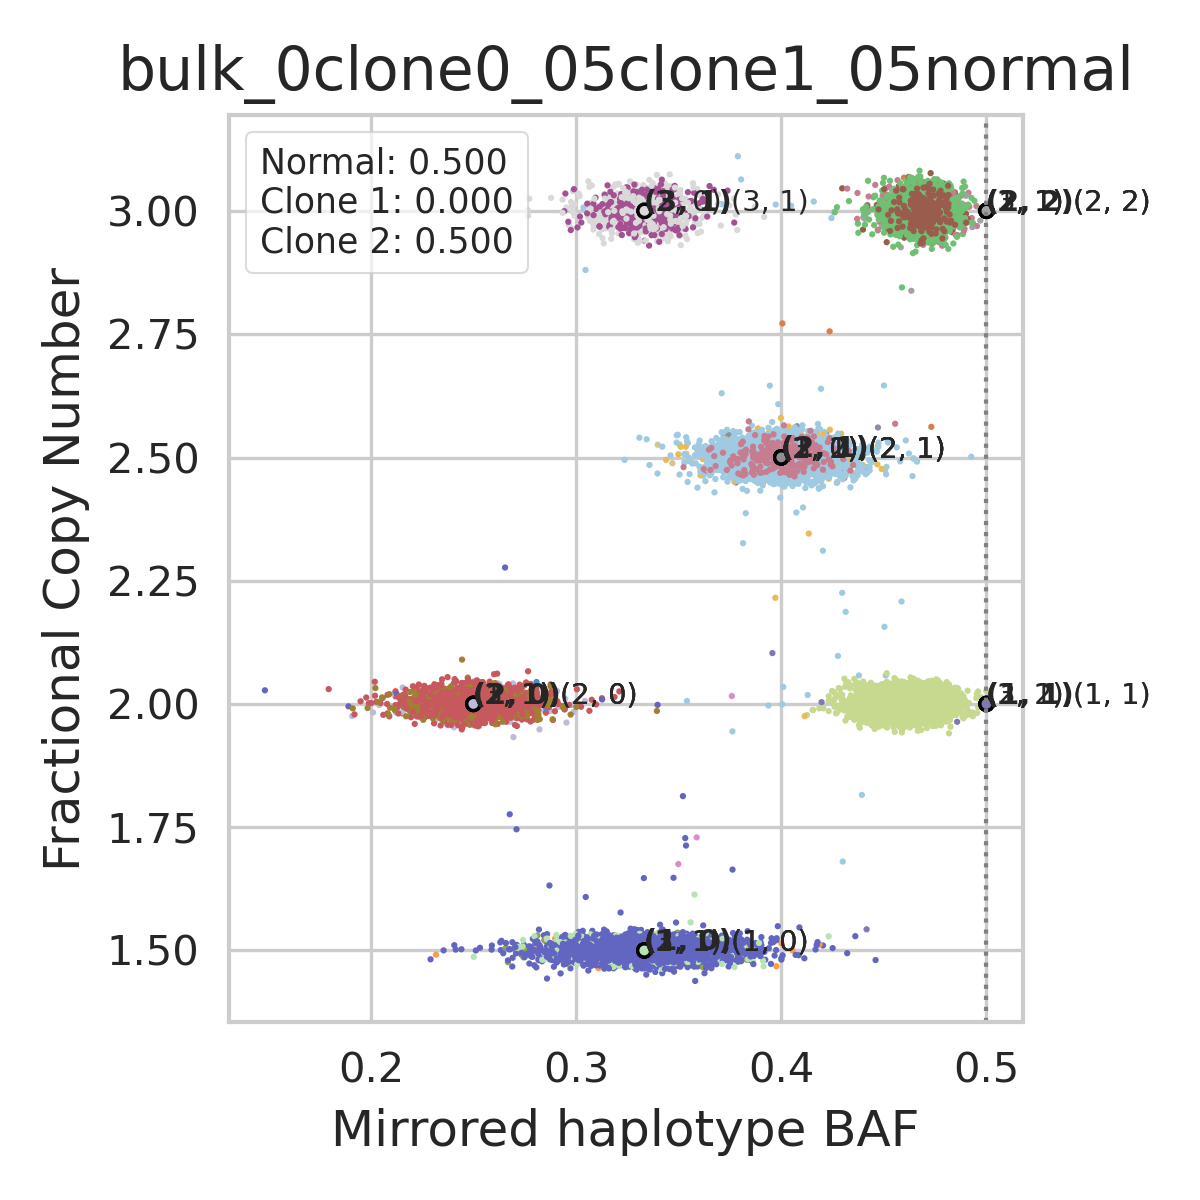 bulk_0clone0_05clone1_05normal
Normal: 0.500
Clone 1: 0.000
Clone 2: 0.500
(3, 1)
(2, 2)
(2, 1)
(2, 0)
(1, 1)
(1, 0)
3.00
2.75
2.50
2.25
2.00
1.75
1.50
Fractional Copy Number
0.2 0.3 0.4 0.5
Mirrored haplotype BAF